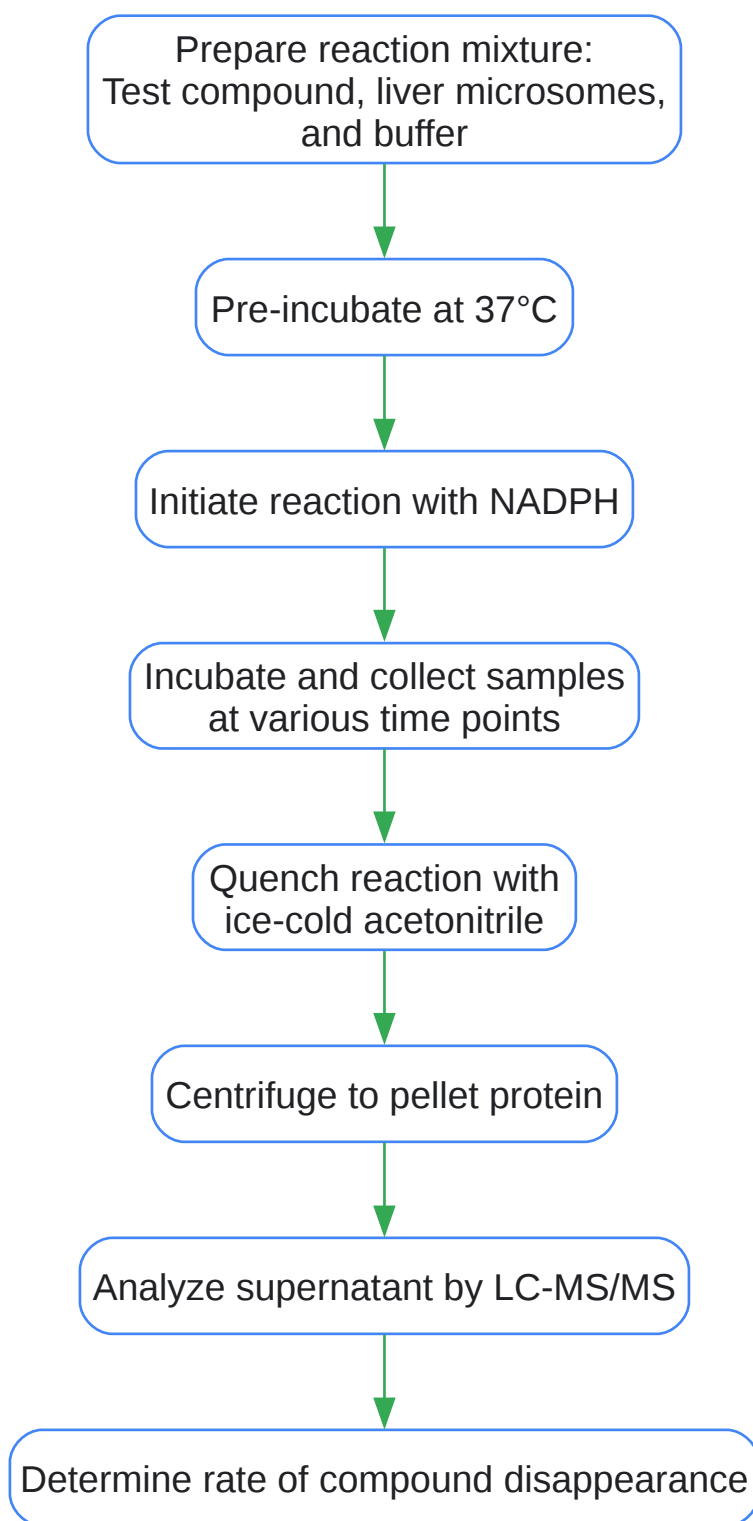 Prepare reaction mixture:
Test compound, liver microsomes,
and buffer
Pre-incubate at 37°C
Initiate reaction with NADPH
Incubate and collect samples
at various time points
Quench reaction with
ice-cold acetonitrile
Centrifuge to pellet protein
Analyze supernatant by LC-MS/MS
Determine rate of compound disappearance